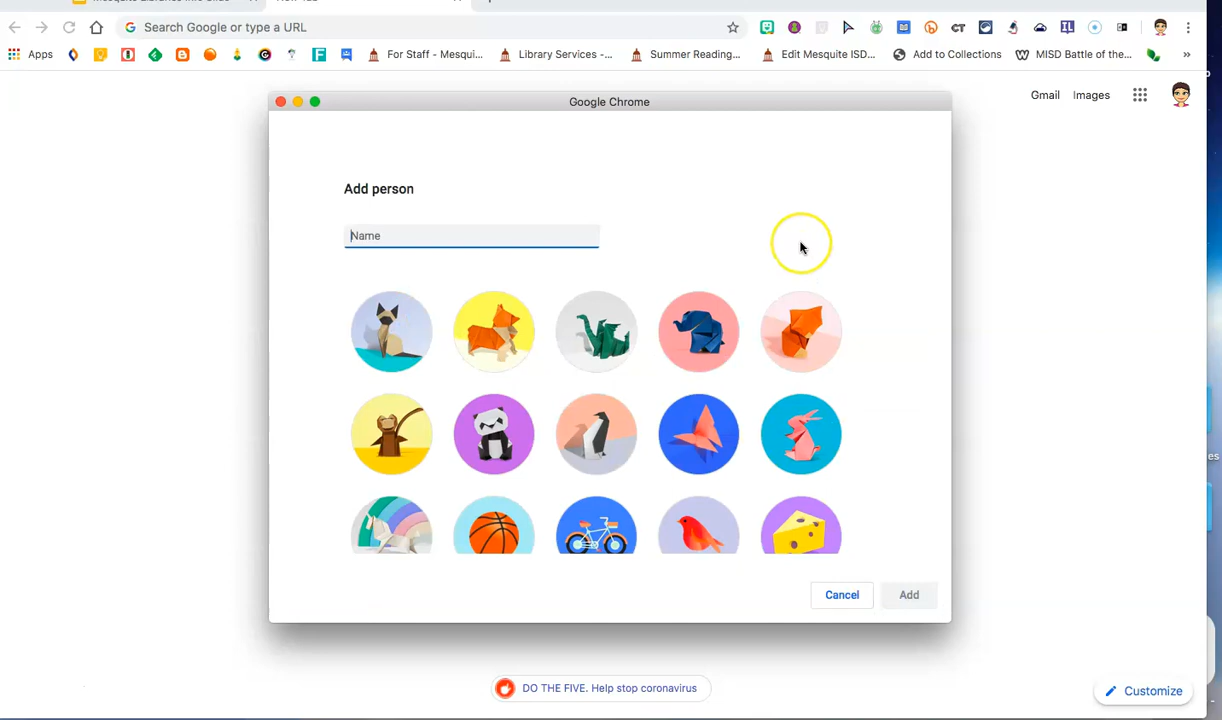 Search Google or type a URL
CT
IL
Apps
For Staff - Mesqui...
Library Services -...
Summer Reading...
Edit Mesquite ISD...
Add to Collections
MISD Battle of the...
»
Gmail
Images
Google Chrome
Add person
Name
Cancel
Add
DO THE FIVE. Help stop coronavirus
Customize